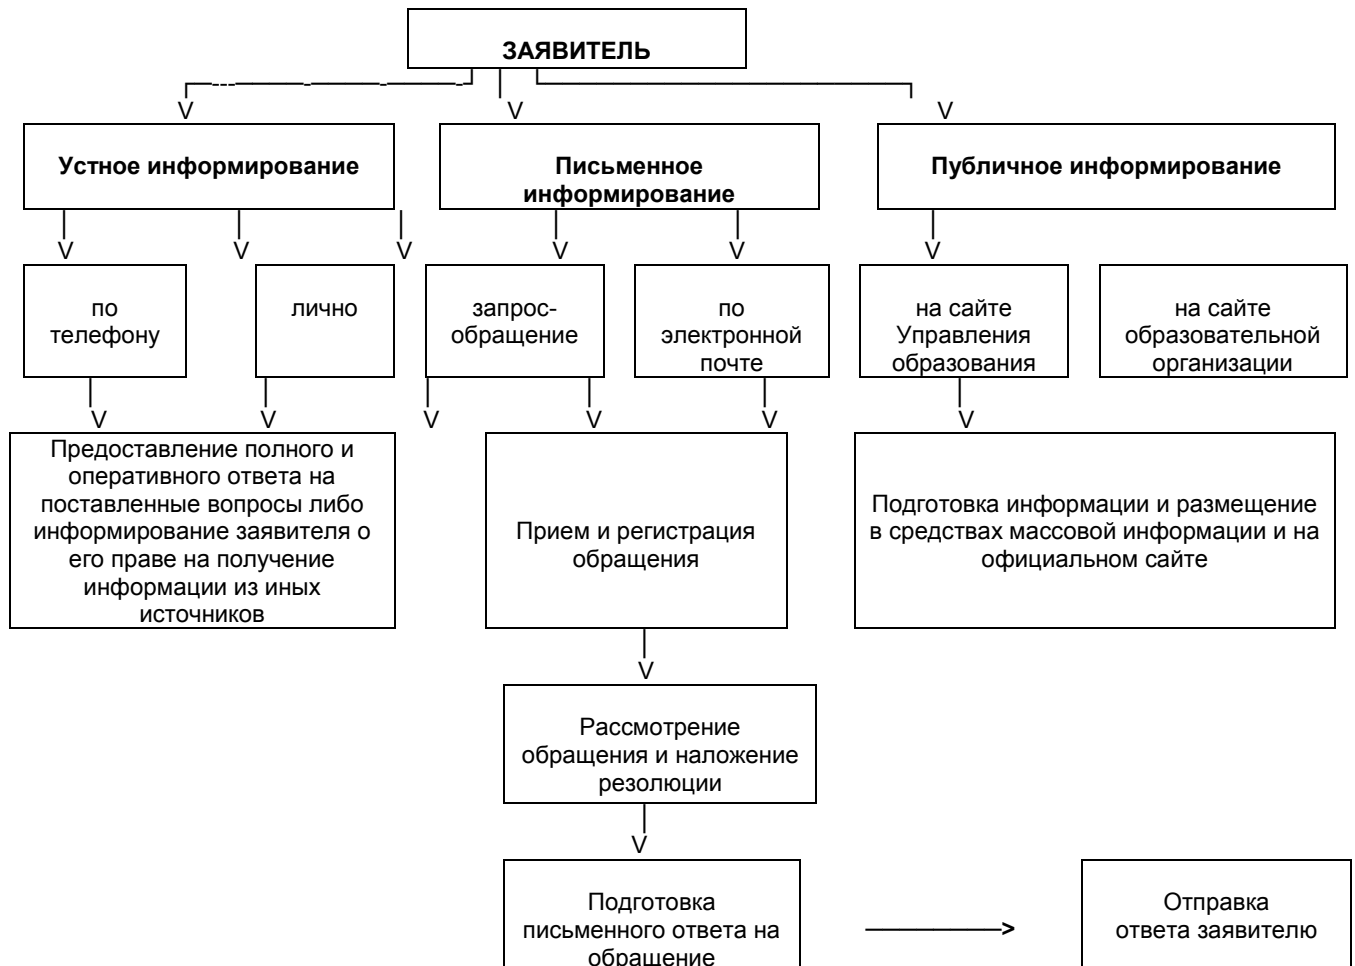 ЗАЯВИТЕЛЬ
Устное информирование
Письменное
информирование
Публичное информирование
по
телефону
лично
запрос-
обращение
по
электронной
почте
на сайте
Управления
образования
на сайте
образовательной
организации
Предоставление полного и
оперативного ответа на
поставленные вопросы либо
информирование заявителя о
его праве на получение
информации из иных
источников
Прием и регистрация
обращения
Подготовка информации и размещение
в средствах массовой информации и на
официальном сайте
Рассмотрение
обращения и наложение
резолюции
Подготовка
письменного ответа на
обращение
Отправка
ответа заявителю